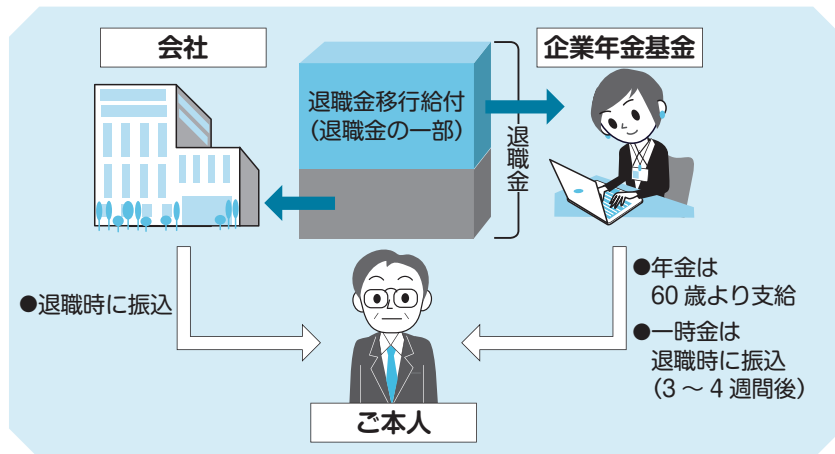 会社
企業年金基金
退職金移行給付
（退職金の一部）
退職金
●退職時に振込
●年金は
60歳より支給
●一時金は
退職時に振込
（3～4週間後）
ご本人